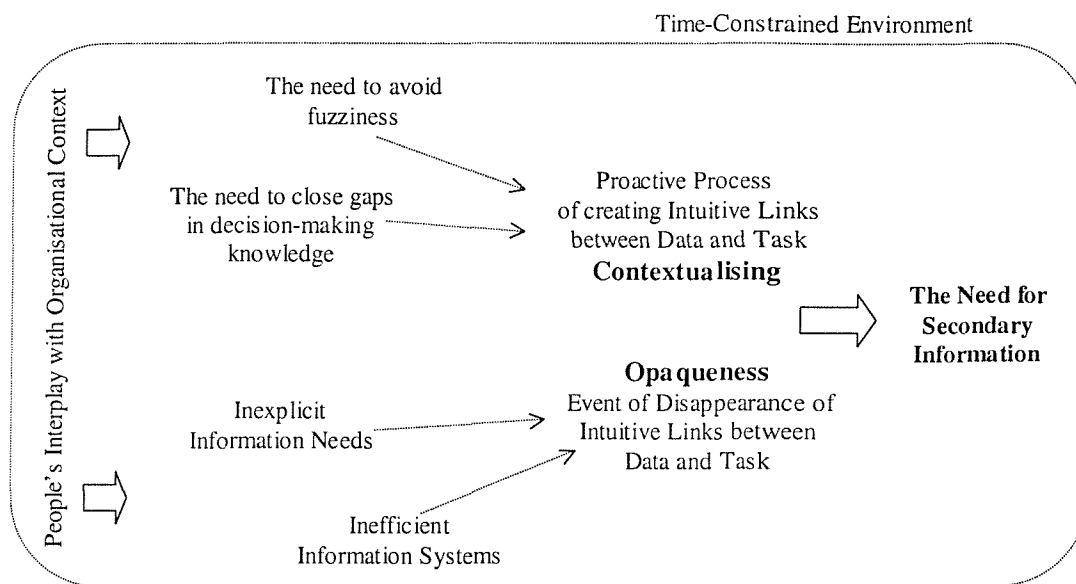 Time-Constrained Environment
People's Interplay with Organisational Context
The need to avoid
fuzziness
The need to close gaps
in decision-making
knowledge
Proactive Process
of creating Intuitive Links
between Data and Task
Contextualising
The Need for
Secondary
Information
Opaqueness
Event of Disappearance of
Intuitive Links between
Data and Task
Inexplicit
Information Needs
Inefficient
Information Systems